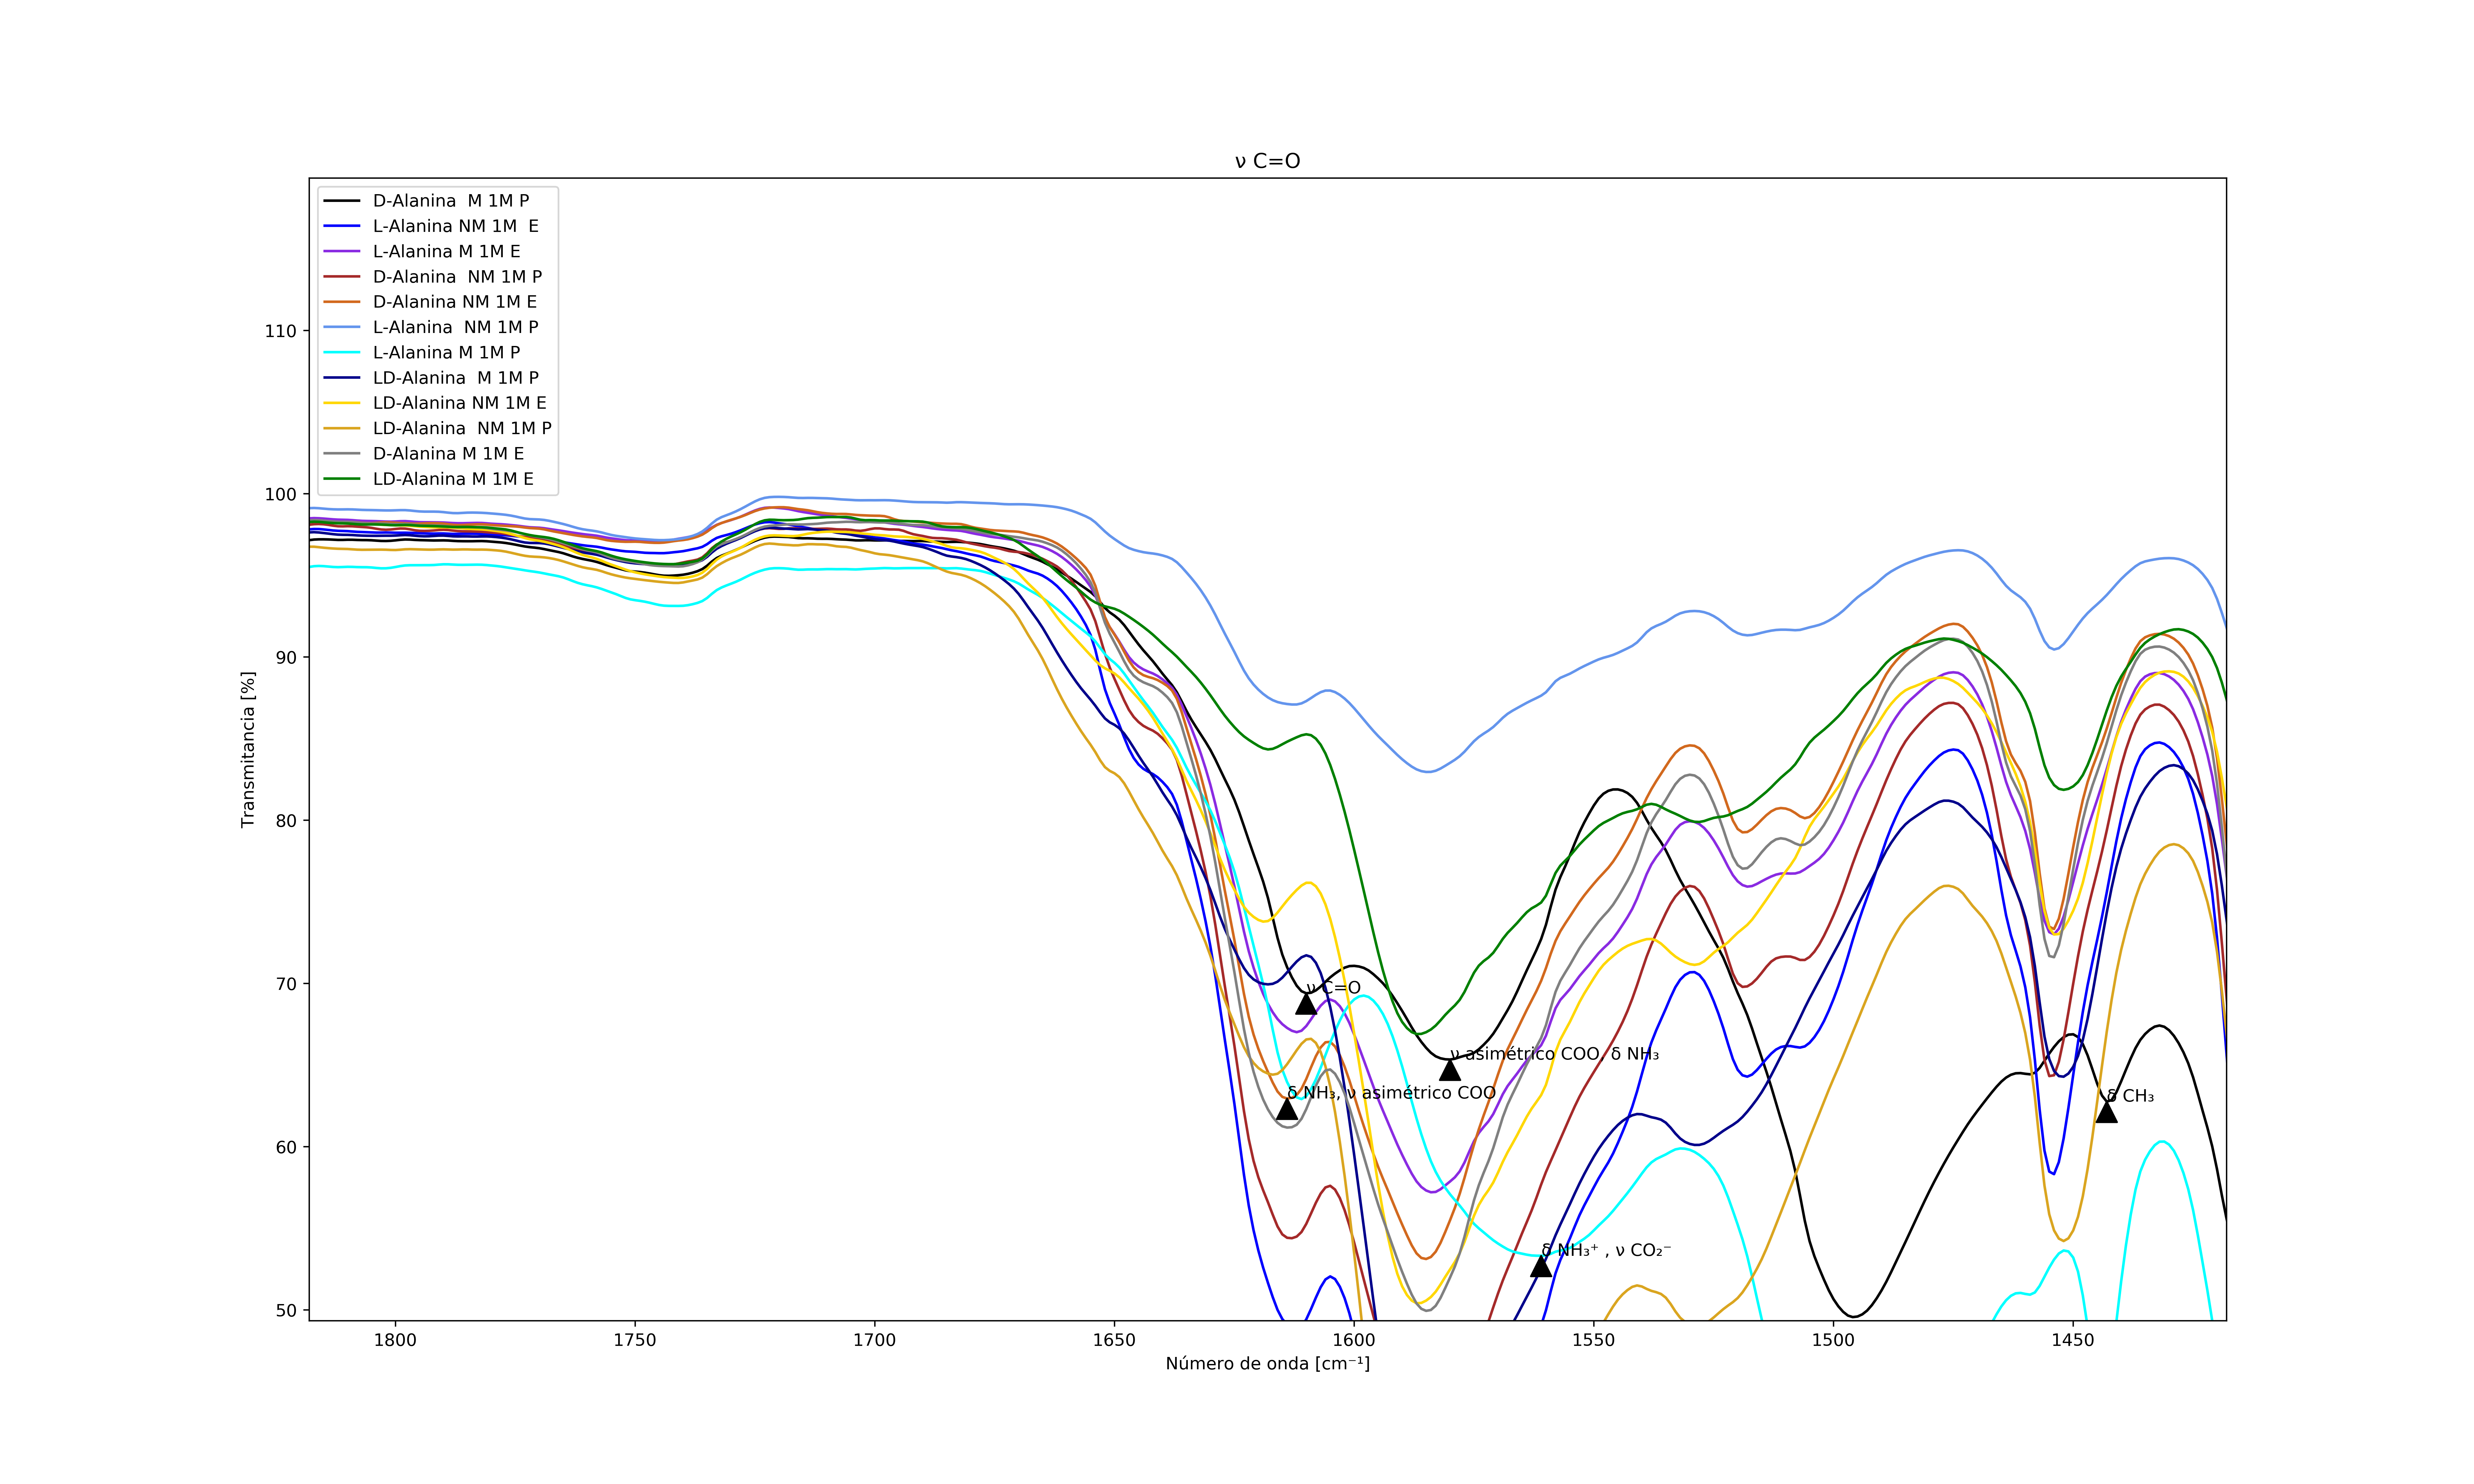 ν C=O
D-Alanina  M 1M P
L-Alanina NM 1M  E
L-Alanina M 1M E
D-Alanina  NM 1M P
D-Alanina NM 1M E
L-Alanina  NM 1M P
L-Alanina M 1M P
LD-Alanina  M 1M P
LD-Alanina NM 1M E
LD-Alanina  NM 1M P
D-Alanina M 1M E
LD-Alanina M 1M E
110
100
90
80
70
60
50
Transmitancia [%]
ν C=O
ν asimétrico COO, δ NH₃
δ NH₃, ν asimétrico COO
δ CH₃
δ NH₃⁺ , ν CO₂⁻
1800 1750 1700 1650 1600 1550 1500 1450
Número de onda [cm⁻¹]